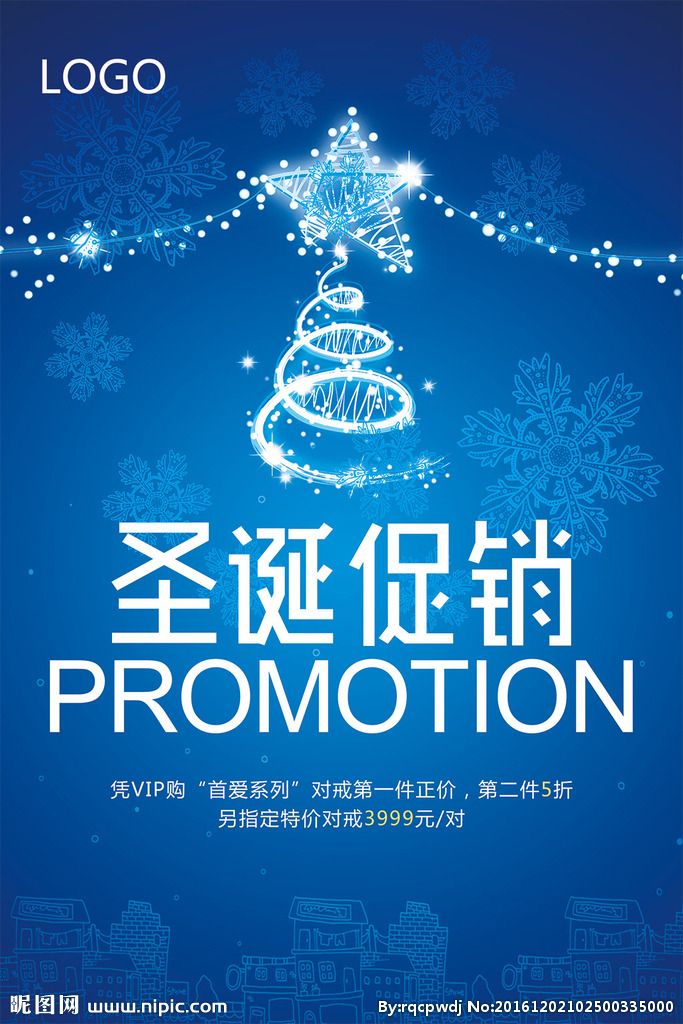 LOGO
圣诞促销
PROMOTION
凭VIP购“首爱系列”对戒第一件正价，第二件5折
另指定特价对戒3999元/对
昵图网 www.nipic.com
By:rqcpwdj No:20161202102500335000